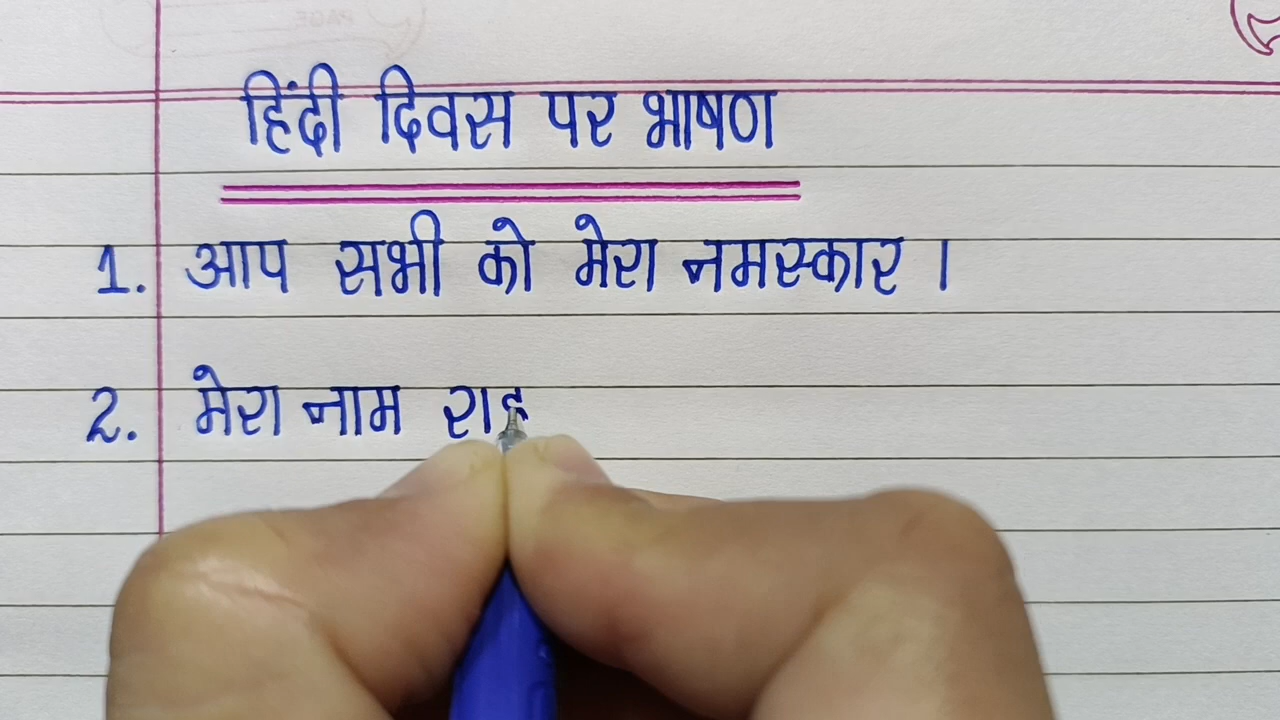 हिंदी दिवस पर भाषण
1. आप सभी को मेरा नमस्कार ।
2. मेरा नाम